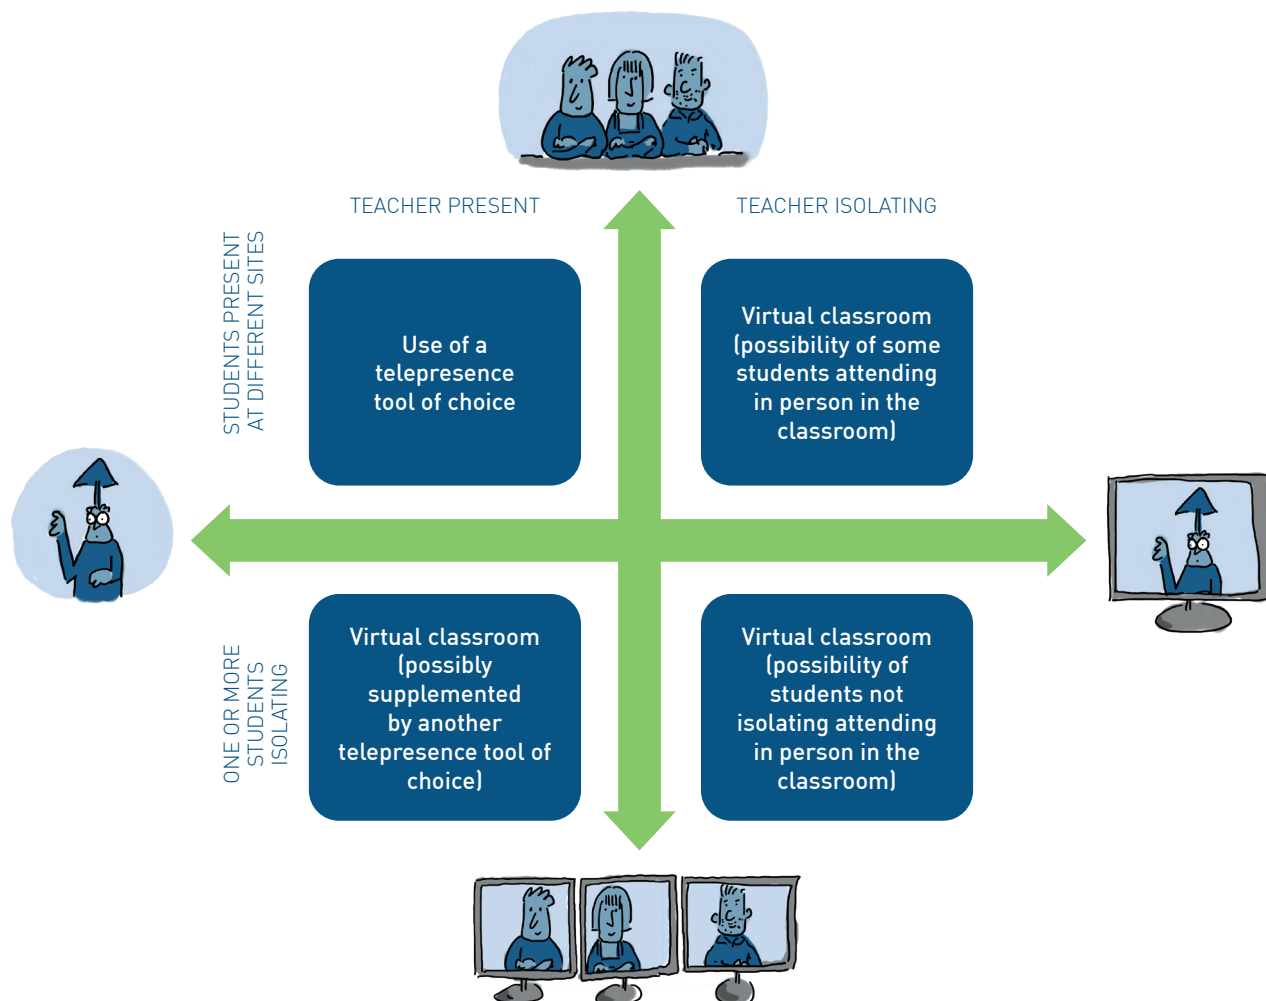 TEACHER PRESENT
TEACHER ISOLATING
STUDENTS PRESENT
AT DIFFERENT SITES
Use of a
telepresence
tool of choice
Virtual classroom
(possibility of some
students attending
in person in the
classroom)
ONE OR MORE
STUDENTS
ISOLATING
Virtual classroom
(possibly
supplemented
by another
telepresence tool of
choice)
Virtual classroom
(possibility of
students not
isolating attending
in person in the
classroom)